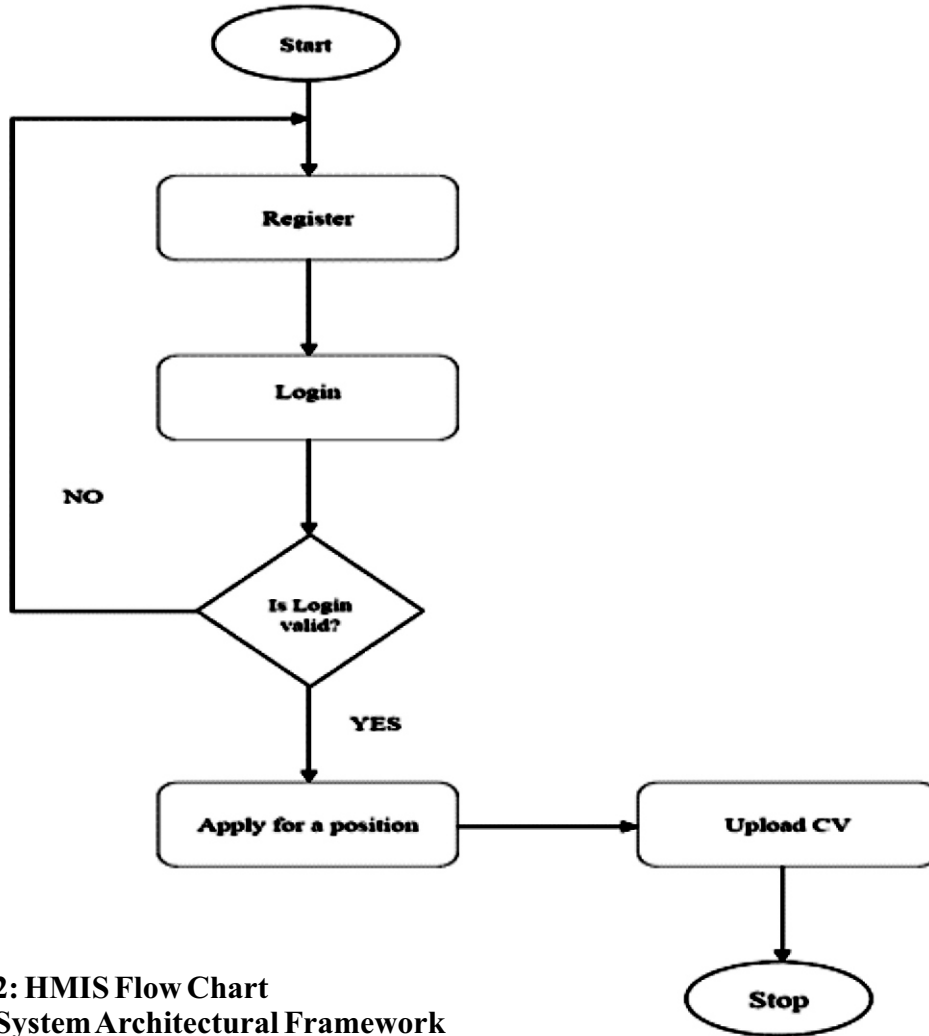 Start
Register
Login
NO
Is Login
valid?
YES
Apply for a position
Upload CV
Stop
2: HMIS Flow Chart
System Architectural Framework